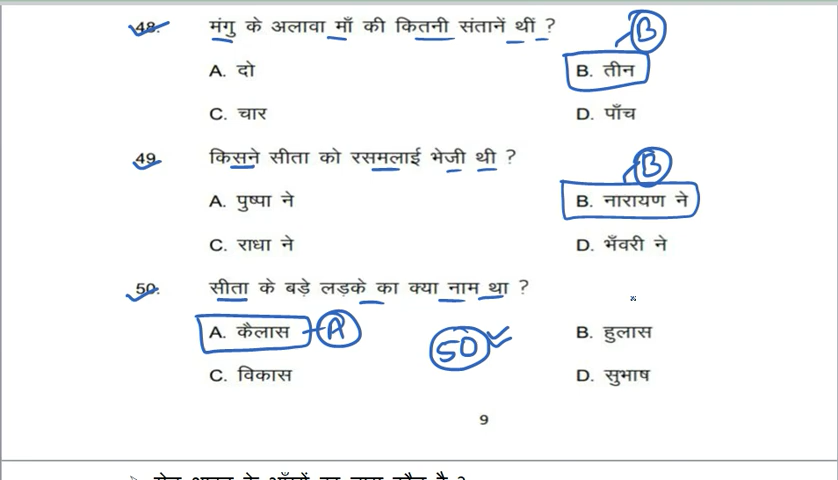 48. मंगु के अलावा माँ की कितनी संतानें थीं ? B
A. दो B. तीन
C. चार D. पाँच
49. किसने सीता को रसमलाई भेजी थी ? B
A. पुष्पा ने B. नारायण ने
C. राधा ने D. भँवरी ने
50. सीता के बड़े लड़के का क्या नाम था ?
A. कैलास A 50 B. हुलास
C. विकास D. सुभाष
9